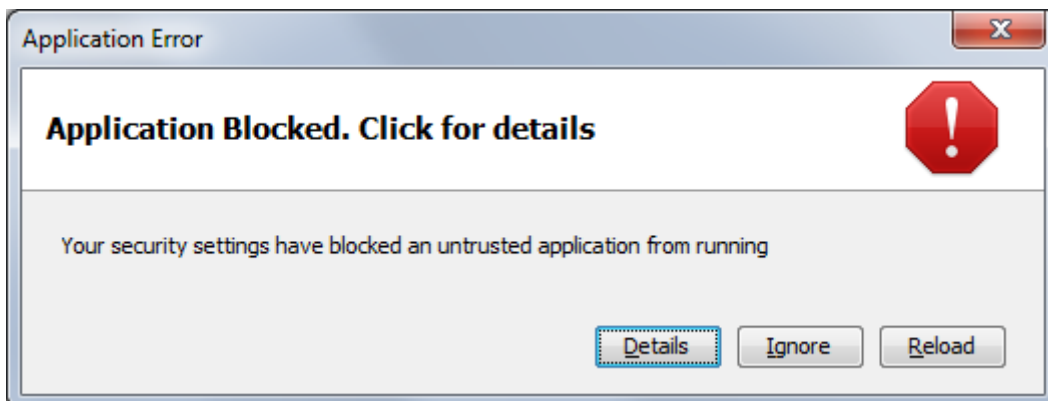 Application Error
Application Blocked. Click for details
Your security settings have blocked an untrusted application from running
Details Ignore Reload